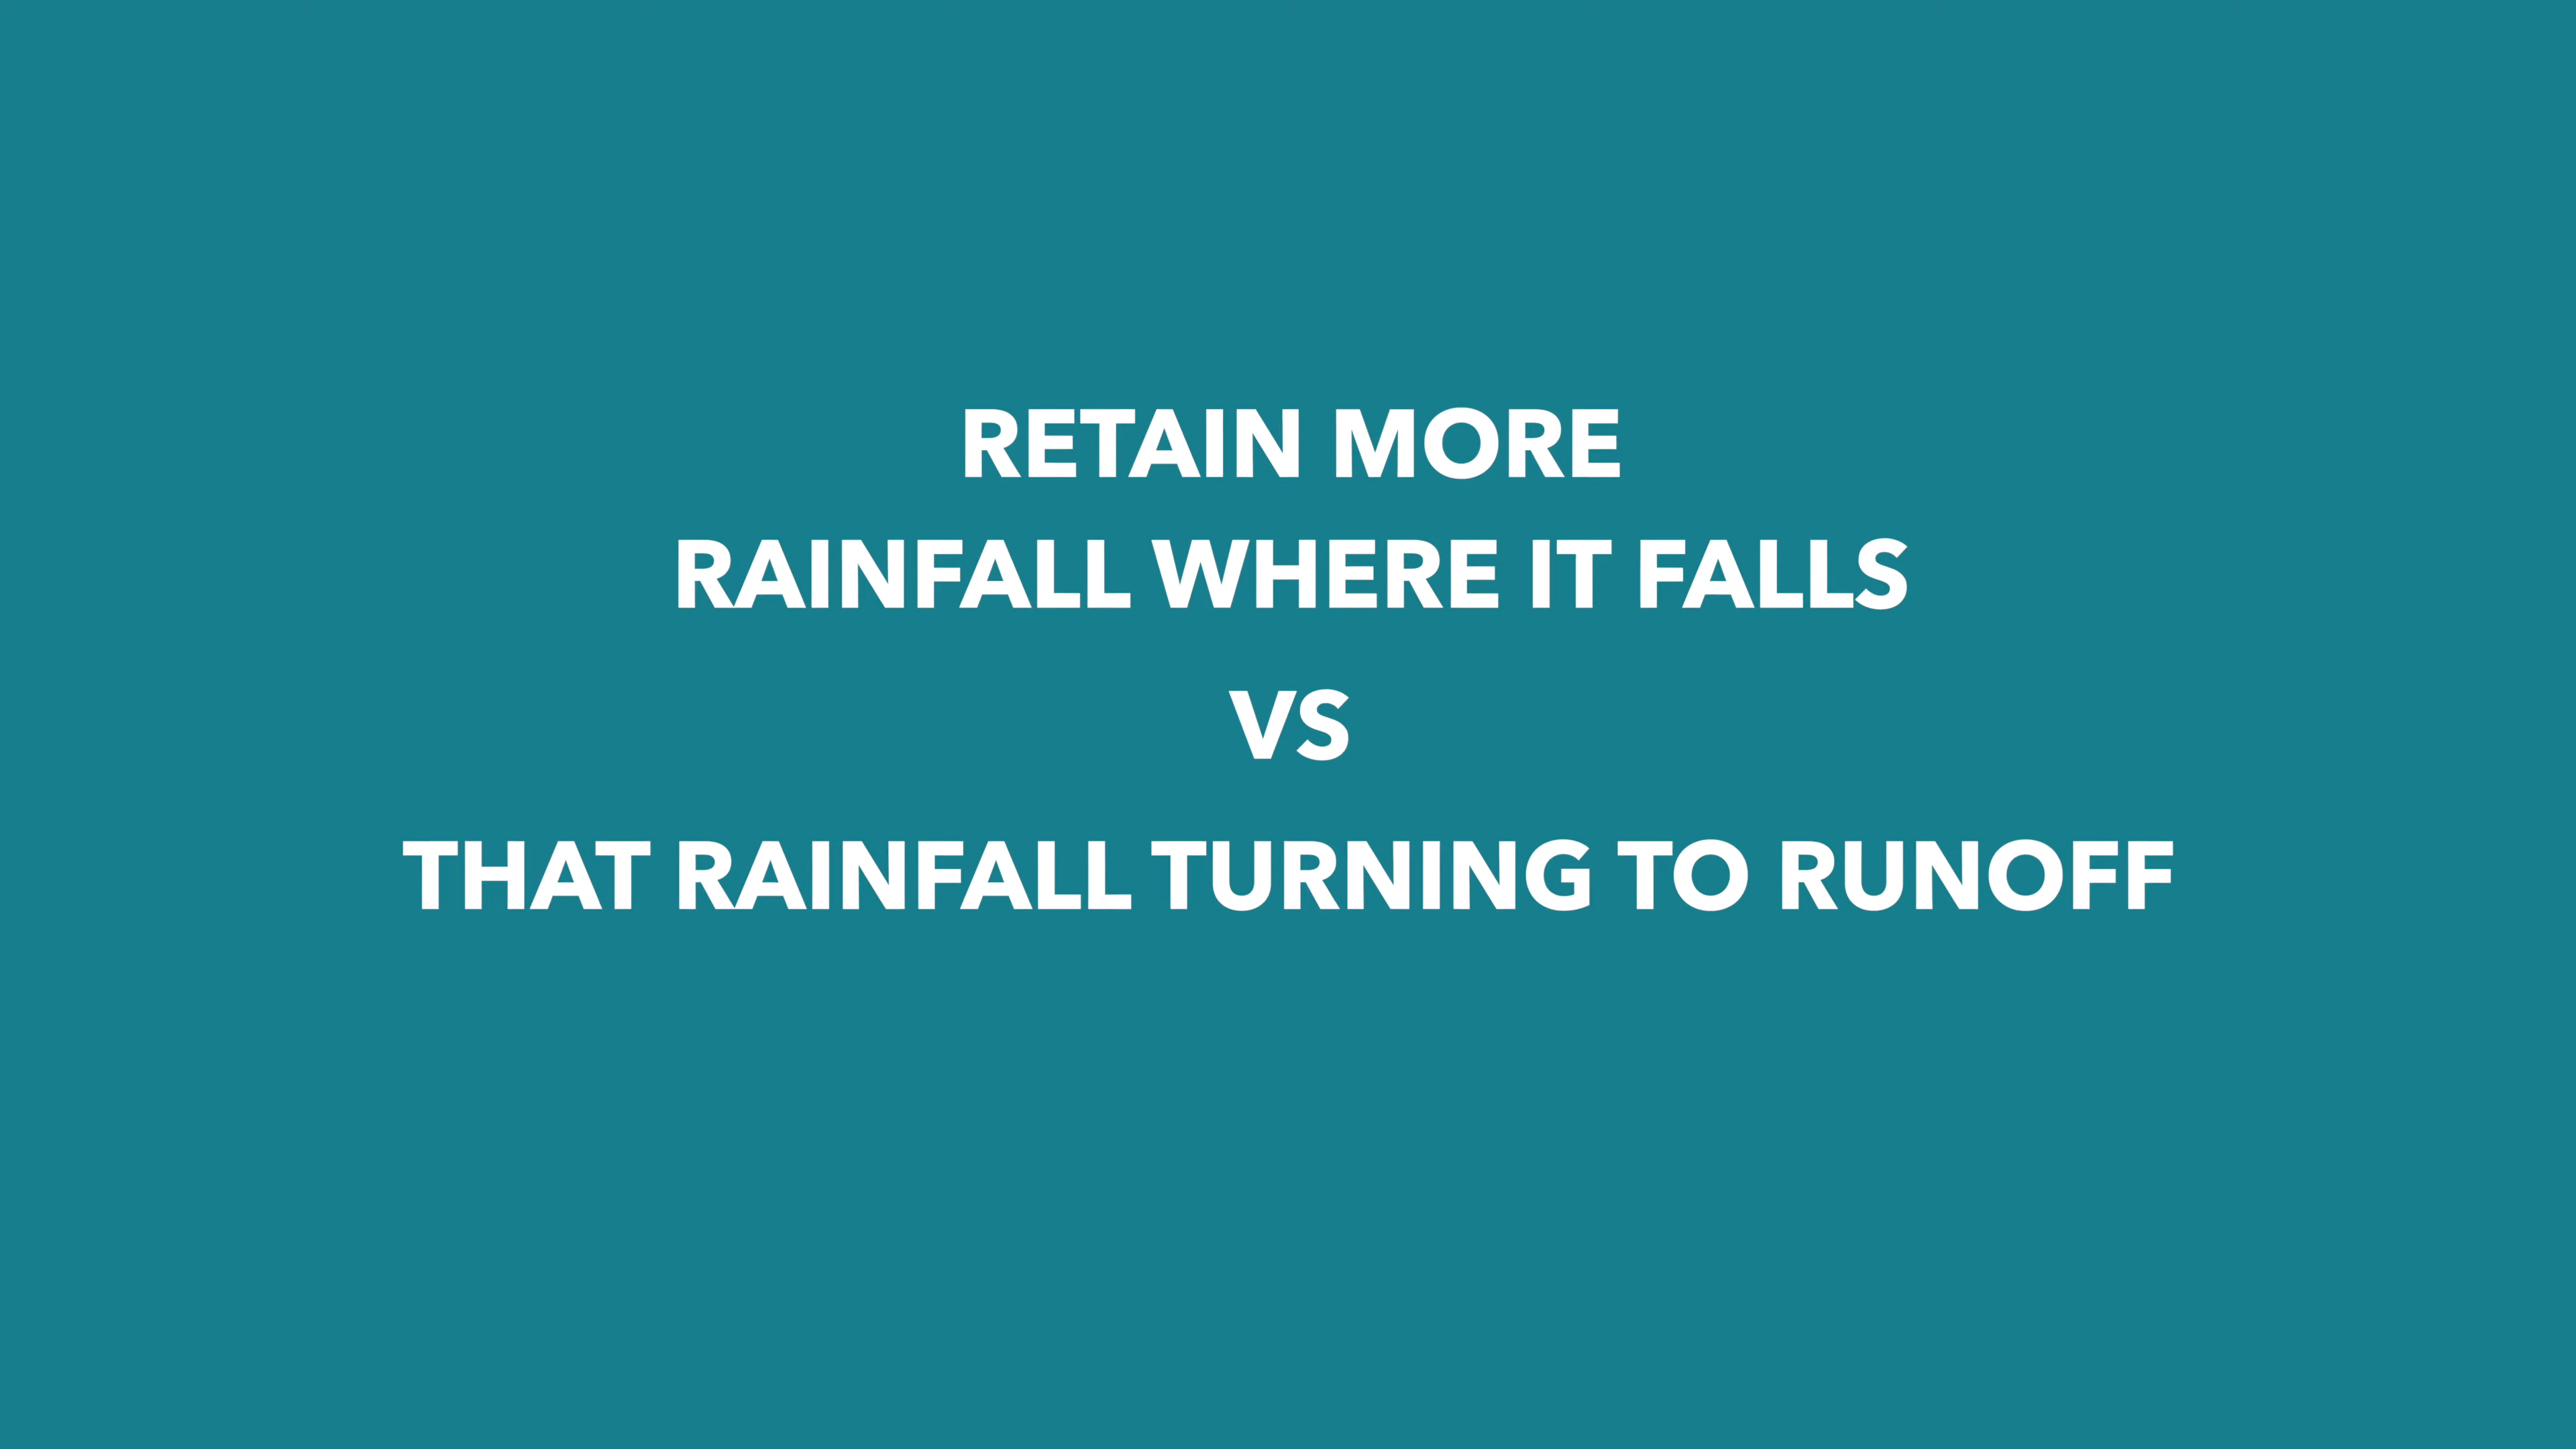 RETAIN MORE
RAINFALL WHERE IT FALLS
VS
THAT RAINFALL TURNING TO RUNOFF